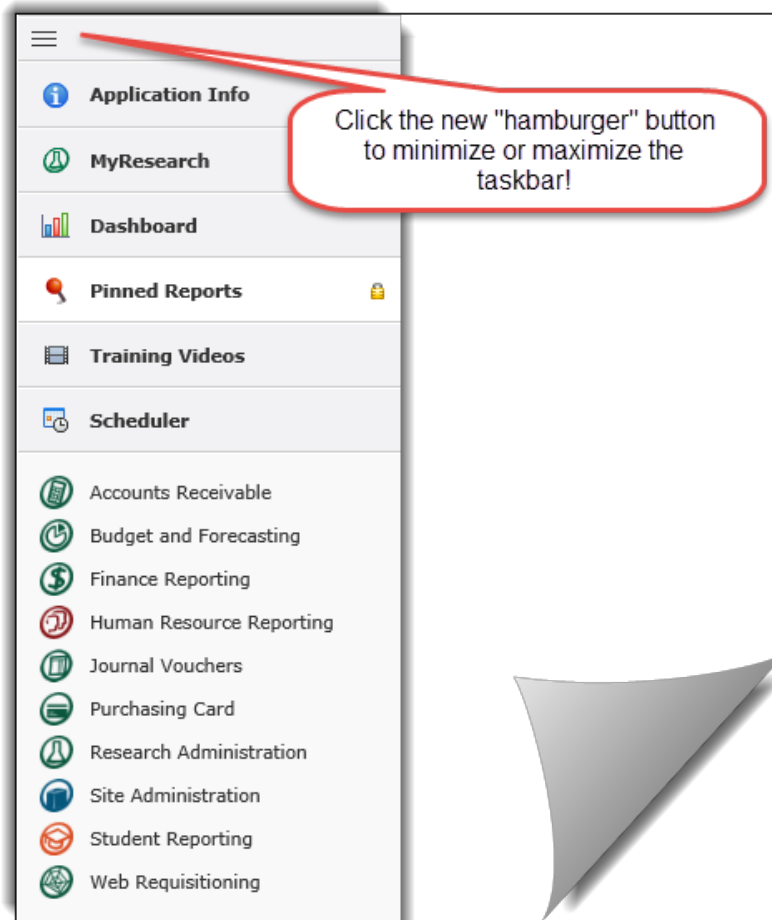 Application Info
Click the new "hamburger" button
to minimize or maximize the
taskbar!
MyResearch
Dashboard
Pinned Reports
Training Videos
Scheduler
Accounts Receivable
Budget and Forecasting
Finance Reporting
Human Resource Reporting
Journal Vouchers
Purchasing Card
Research Administration
Site Administration
Student Reporting
Web Requisitioning